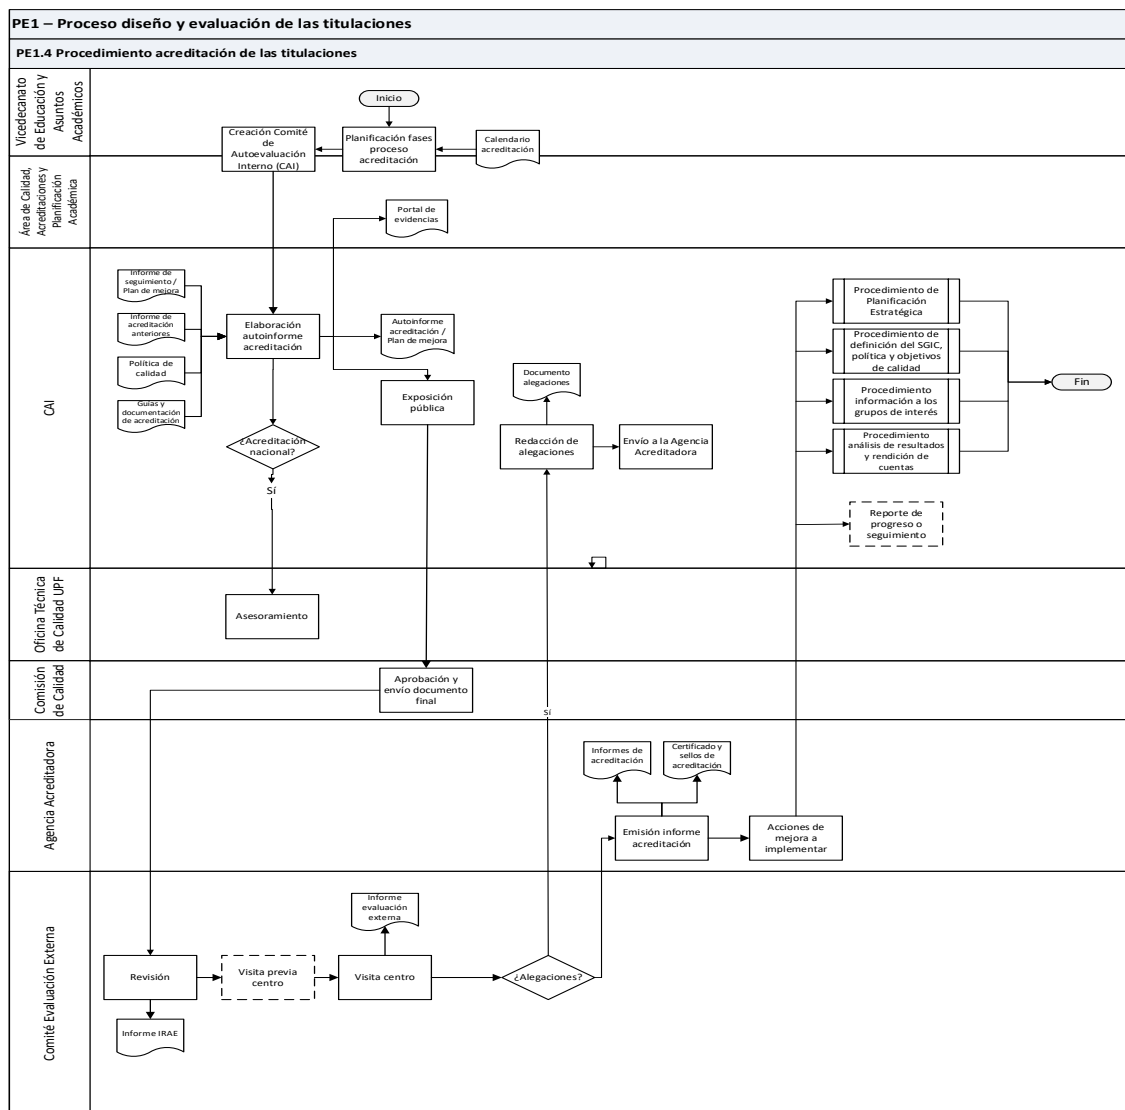 PE1 – Proceso diseño y evaluación de las titulaciones
PE1.4 Procedimiento acreditación de las titulaciones
Vicedecanato
de Educación y
Asuntos
Académicos
Inicio
Creación Comité
de
Autoevaluación
Interno (CAI)
Planificación fases
proceso
acreditación
Calendario
acreditación
Área de Calidad,
Acreditaciones y
Planificación
Académica
Portal de
evidencias
CAI
Informe de
seguimiento /
Plan de mejora
Informe de
acreditación
anteriores
Política de
calidad
Guías y
documentación
de acreditación
Elaboración
autoinforme
acreditación
Autoinforme
acreditación /
Plan de mejora
Exposición
pública
¿Acreditación
nacional?
Sí
Documento
alegaciones
Redacción de
alegaciones
Envío a la Agencia
Acreditadora
Procedimiento de
Planificación
Estratégica
Procedimiento de
definición del SGIC,
política y objetivos
de calidad
Procedimiento
información a los
grupos de interés
Procedimiento
análisis de resultados
y rendición de
cuentas
Fin
Reporte de
progreso o
seguimiento
Oficina Técnica
de Calidad UPF
Asesoramiento
Comisión
de Calidad
Aprobación y
envío documento
final
Sí
Agencia Acreditadora
Informes de
acreditación
Certificado y
sellos de
acreditación
Emisión informe
acreditación
Acciones de
mejora a
implementar
Comité Evaluación Externa
Informe
evaluación
externa
Revisión
Visita previa
centro
Visita centro
¿Alegaciones?
Informe IRAE